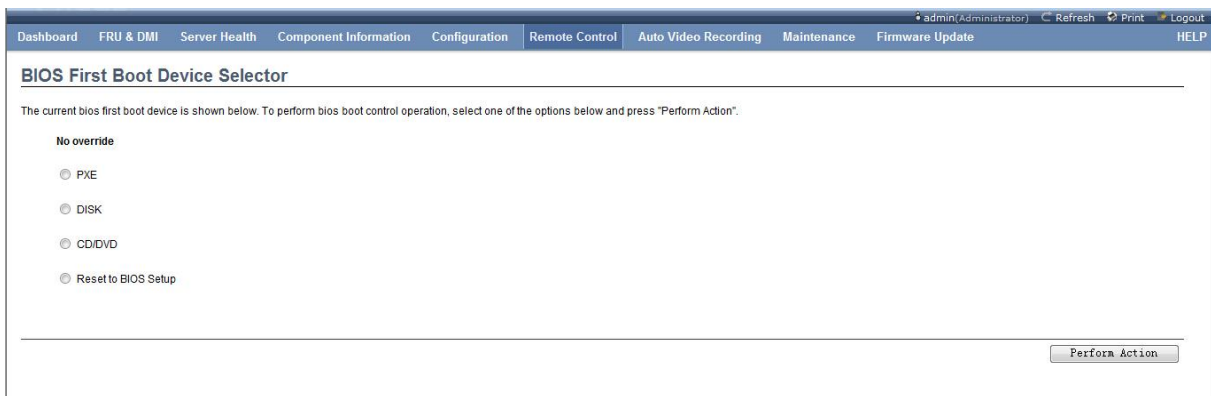 admin(Administrator) Refresh Print Logout
Dashboard FRU & DMI Server Health Component Information Configuration Remote Control Auto Video Recording Maintenance Firmware Update HELP
BIOS First Boot Device Selector
The current bios first boot device is shown below. To perform bios boot control operation, select one of the options below and press "Perform Action".
No override
PXE
DISK
CD/DVD
Reset to BIOS Setup
Perform Action